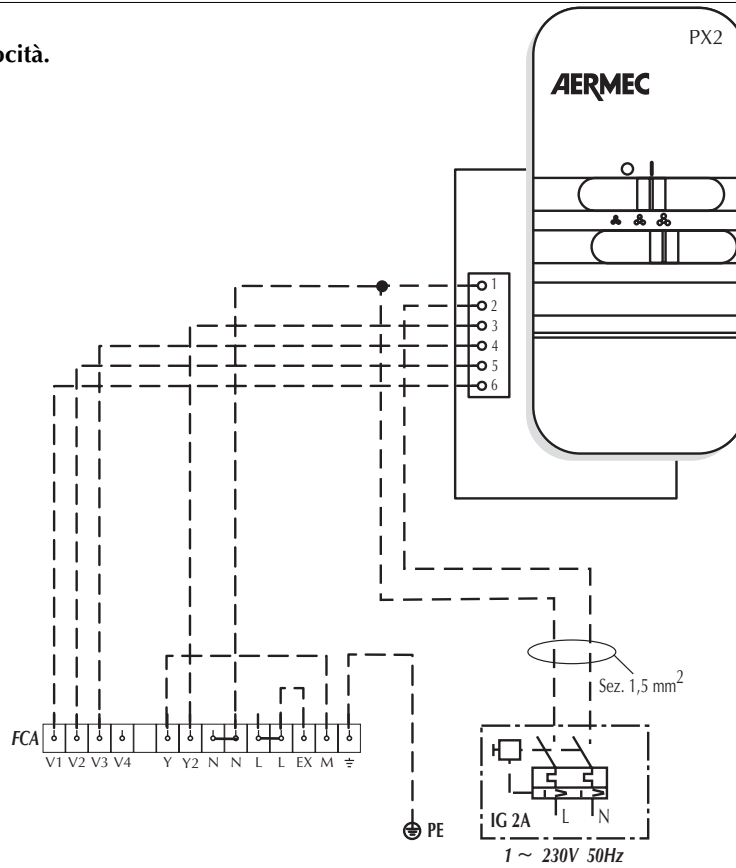 ocità.
PX2
AERMEC
1
2
3
4
5
6
Sez. 1,5 mm2
FCA
V1 V2 V3 V4 Y Y2 N N L L EX M
PE
IG 2A
L N
1 ~ 230V 50Hz